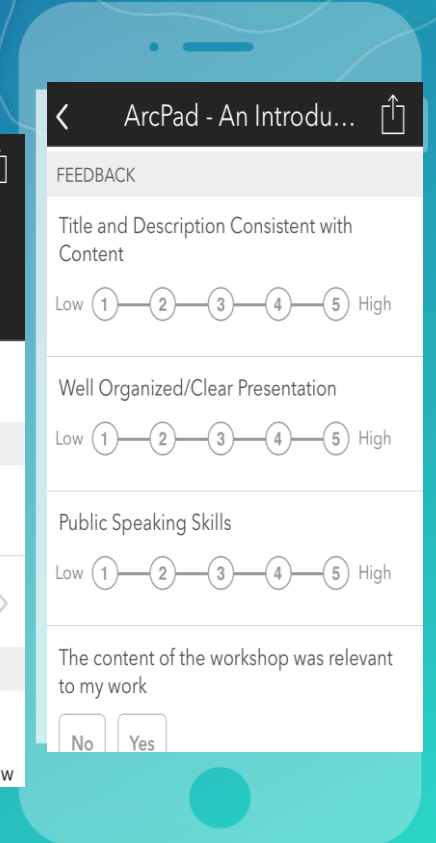 ArcPad - An Introdu...
FEEDBACK
Title and Description Consistent with
Content
Low 1 2 3 4 5 High
Well Organized/Clear Presentation
Low 1 2 3 4 5 High
Public Speaking Skills
Low 1 2 3 4 5 High
The content of the workshop was relevant
to my work
No Yes
w